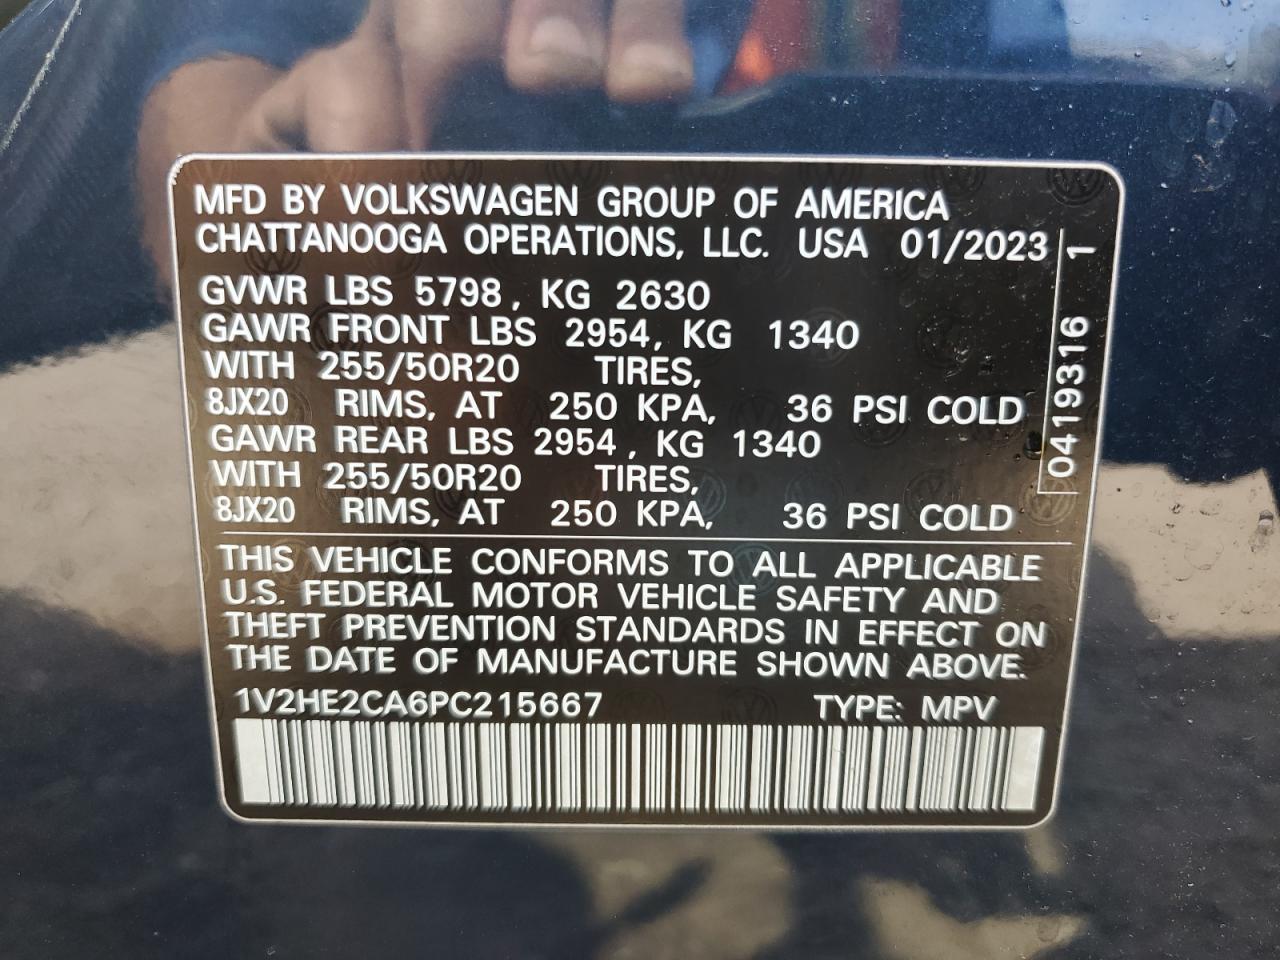 MFD BY VOLKSWAGEN GROUP OF AMERICA
CHATTANOOGA OPERATIONS, LLC. USA 01/2023
GVWR LBS 5798, KG 2630
GAWR FRONT LBS 2954, KG 1340
WITH 255/50R20 TIRES,
8JX20 RIMS, AT 250 KPA, 36 PSI COLD
GAWR REAR LBS 2954, KG 1340
WITH 255/50R20 TIRES,
8JX20 RIMS, AT 250 KPA, 36 PSI COLD
04193316 1
THIS VEHICLE CONFORMS TO ALL APPLICABLE
U.S. FEDERAL MOTOR VEHICLE SAFETY AND
THEFT PREVENTION STANDARDS IN EFFECT ON
THE DATE OF MANUFACTURE SHOWN ABOVE.
1V2HE2CA6PC215667 TYPE: MPV